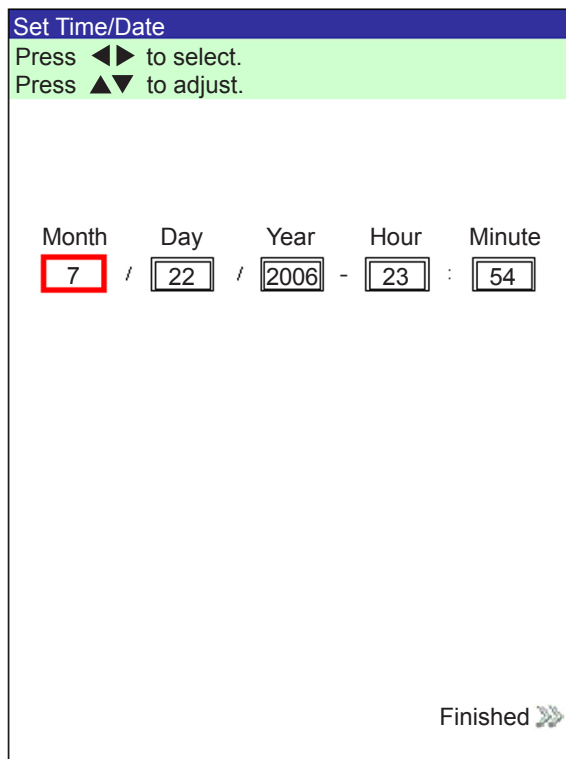 Set Time/Date
Press ◀▶ to select.
Press ▲▼ to adjust.
Month Day Year Hour Minute
7 / 22 / 2006 - 23 : 54
Finished